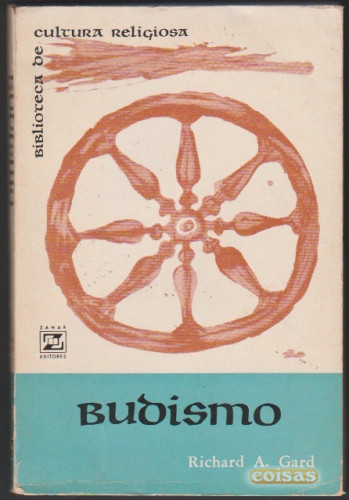 Biblioteca de
cultura religiosa
ZAHAR
EDITORES
Budismo
Richard A. Gard
coisas